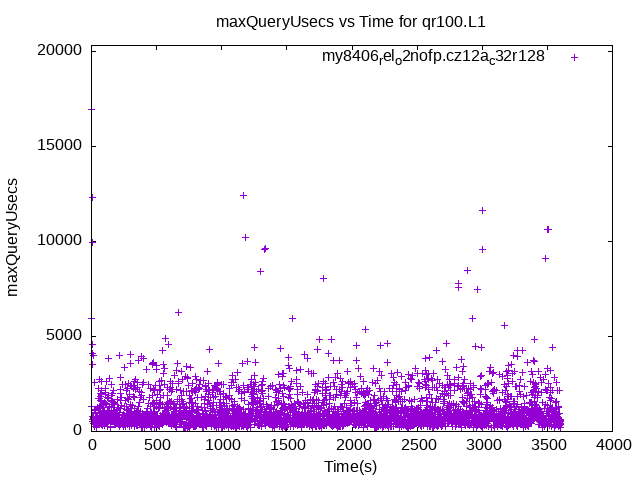 maxQueryUsecs vs Time for qr100.L1
my8406relo2nofp.cz12ac32r128
maxQueryUsecs
20000
15000
10000
5000
0
0 500 1000 1500 2000 2500 3000 3500 4000
Time(s)